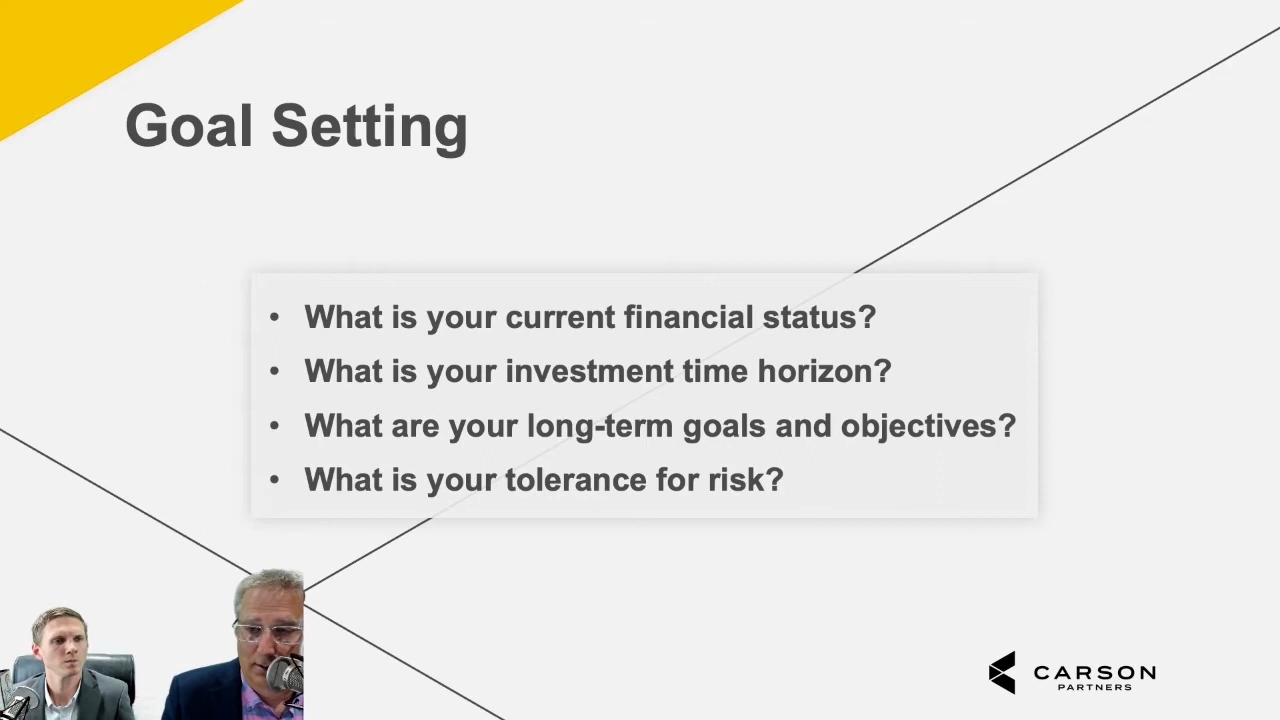 Goal Setting
• What is your current financial status?
• What is your investment time horizon?
• What are your long-term goals and objectives?
• What is your tolerance for risk?
CARSON
PARTNERS